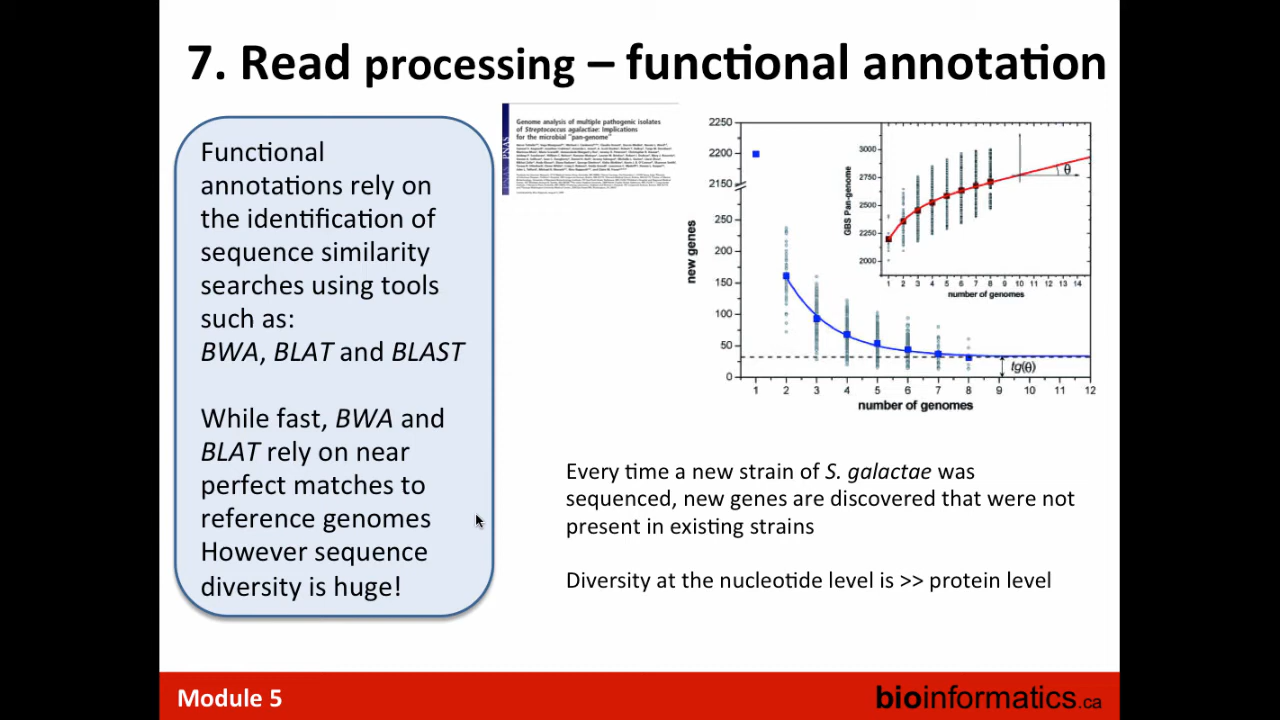 7. Read processing – functional annotation
Functional
annotations rely on
the identification of
sequence similarity
searches using tools
such as:
BWA, BLAT and BLAST
While fast, BWA and
BLAT rely on near
perfect matches to
reference genomes
However sequence
diversity is huge!
PNAS
Genome analysis of multiple pathogenic isolates
of Streptococcus agalactiae: Implications
for the microbial "pan-genome"
new genes
2250
2200
2150
250
200
150
100
50
0
1 2 3 4 5 6 7 8 9 10 11 12
number of genomes
tg(θ)
GBS Pan-genome
3000
2750
2500
2250
2000
θ
1 2 3 4 5 6 7 8 9 10 11 12 13 14
number of genomes
Every time a new strain of S. galactae was
sequenced, new genes are discovered that were not
present in existing strains
Diversity at the nucleotide level is >> protein level
Module 5
bioinformatics.ca